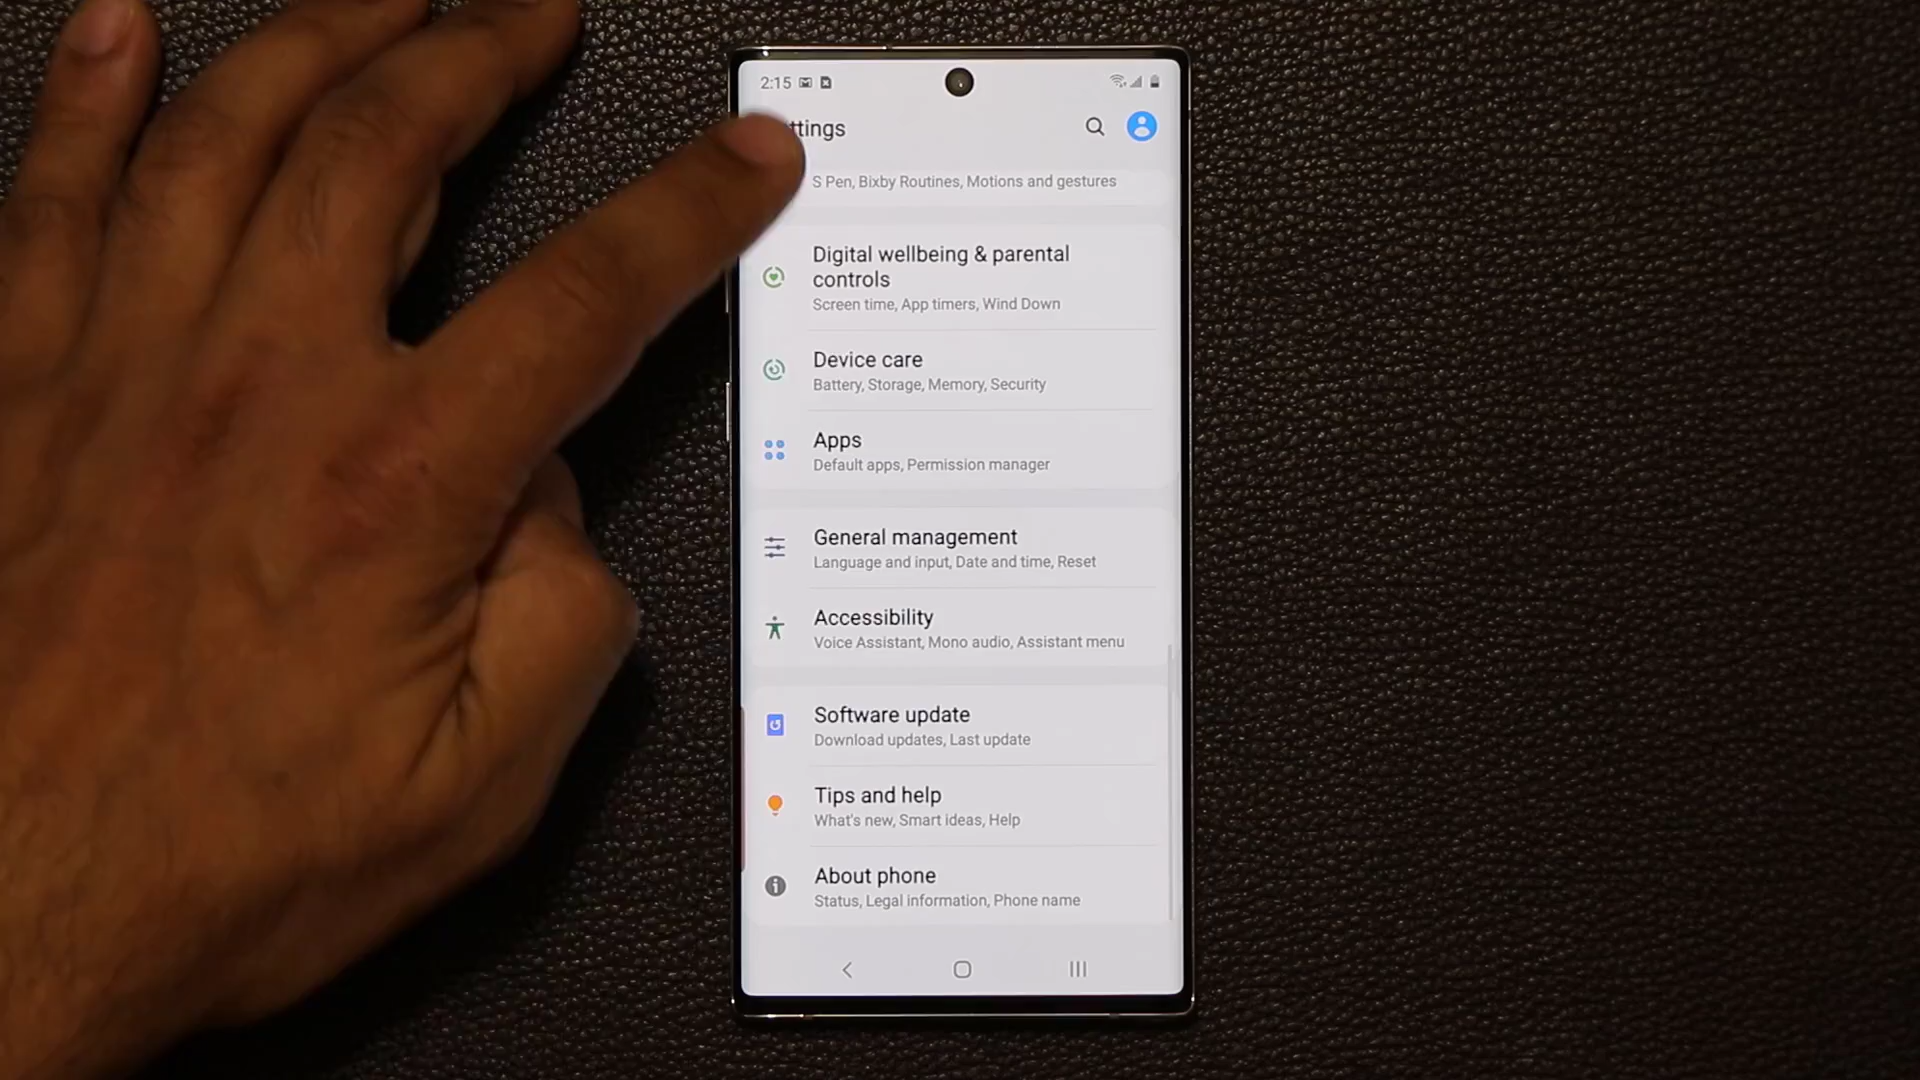 2:15
ttings
S Pen, Bixby Routines, Motions and gestures
Digital wellbeing & parental
controls
Screen time, App timers, Wind Down
Device care
Battery, Storage, Memory, Security
Apps
Default apps, Permission manager
General management
Language and input, Date and time, Reset
Accessibility
Voice Assistant, Mono audio, Assistant menu
Software update
Download updates, Last update
Tips and help
What's new, Smart ideas, Help
About phone
Status, Legal information, Phone name